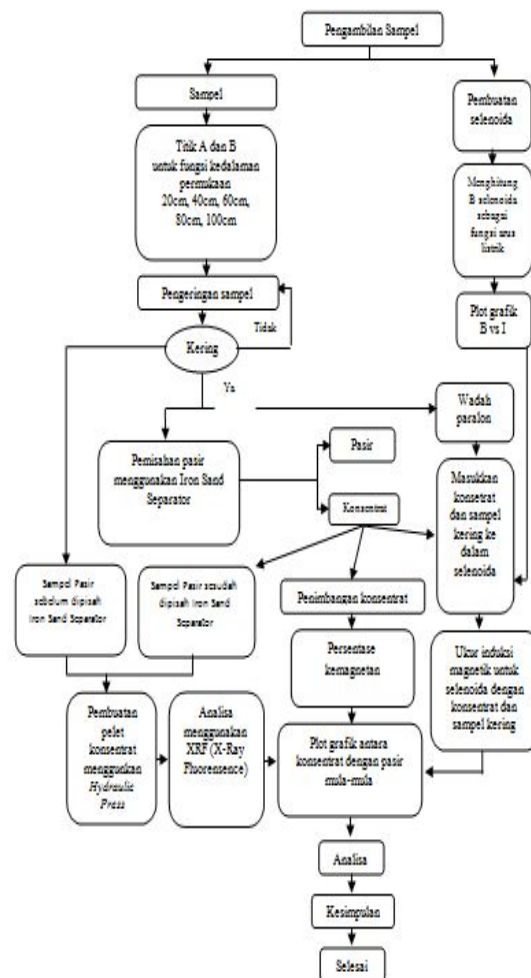 Pengambilan Sampel
Sampel
Pembuatan
selenoida
Titik A dan B
untuk fungsi kedalaman
permukaan
20cm, 40cm, 60cm,
80cm, 100cm
Menghitung
B selenoida
sebagai
fungsi arus
listrik
Pengeringan sampel
Tidak
Plot grafik
B vs I
Kering
Ya
Wadah
paralon
Pemisahan pasir
menggunakan Iron Sand
Separator
Pasir
Konsentrat
Masukkan
konsetrat
dan sampel
kering ke
dalam
selenoida
Sampel Pasir
sebelum dipisah
Iron Sand Separator
Sampel Pasir sesudah
dipisah Iron Sand
Separator
Penimbangan konsentrat
Persentase
kemagnetan
Ukur induksi
magnetik untuk
selenoida dengan
konsentrat dan
sampel kering
Pembuatan
pelet
konsentrat
menggunkan
Hydraulic
Press
Analisa
menggunakan
XRF (X-Ray
Fluorensence)
Plot grafik antara
konsentrat dengan pasir
mula-mula
Analisa
Kesimpulan
Selesai